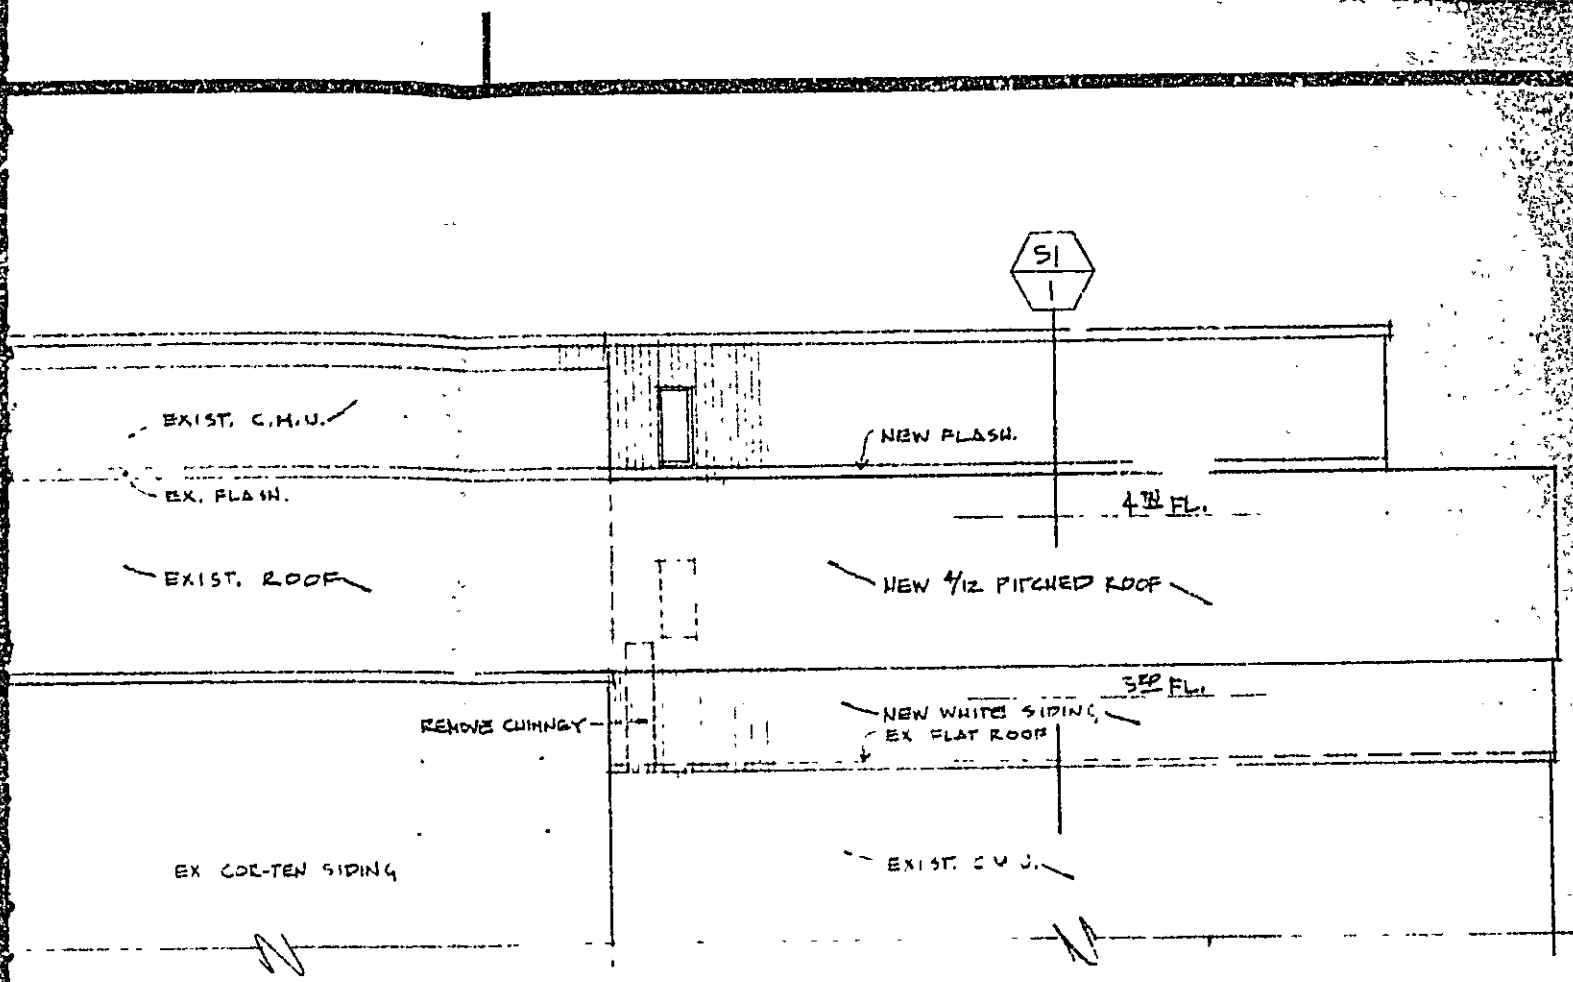 S1
1
EXIST. C.M.U.
NEW FLASH.
EX. FLASH.
4TH FL.
EXIST. ROOF
NEW 4/12 PITCHED ROOF
3RD FL.
NEW WHITE SIDING
REMOVE CHIMNEY
EX FLAT ROOF
EX COR-TEN SIDING
EXIST. C.M.U.